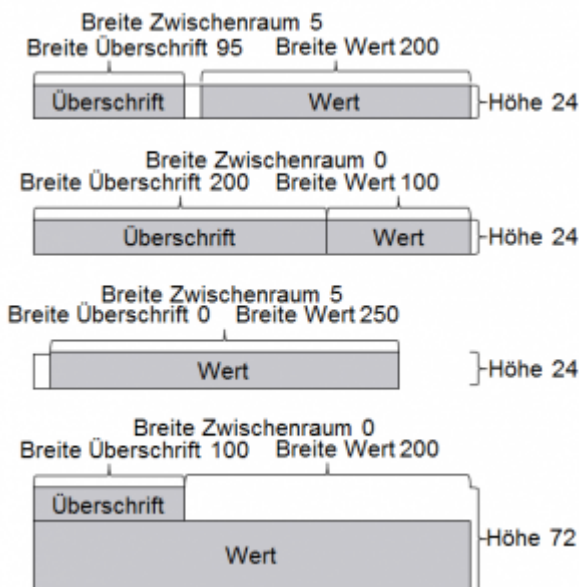 Breite Zwischenraum 5
Breite Überschrift 95 Breite Wert 200
Überschrift Wert Höhe 24
Breite Zwischenraum 0
Breite Überschrift 200 Breite Wert 100
Überschrift Wert Höhe 24
Breite Zwischenraum 5
Breite Überschrift 0 Breite Wert 250
Wert Höhe 24
Breite Zwischenraum 0
Breite Überschrift 100 Breite Wert 200
Überschrift
Höhe 72
Wert